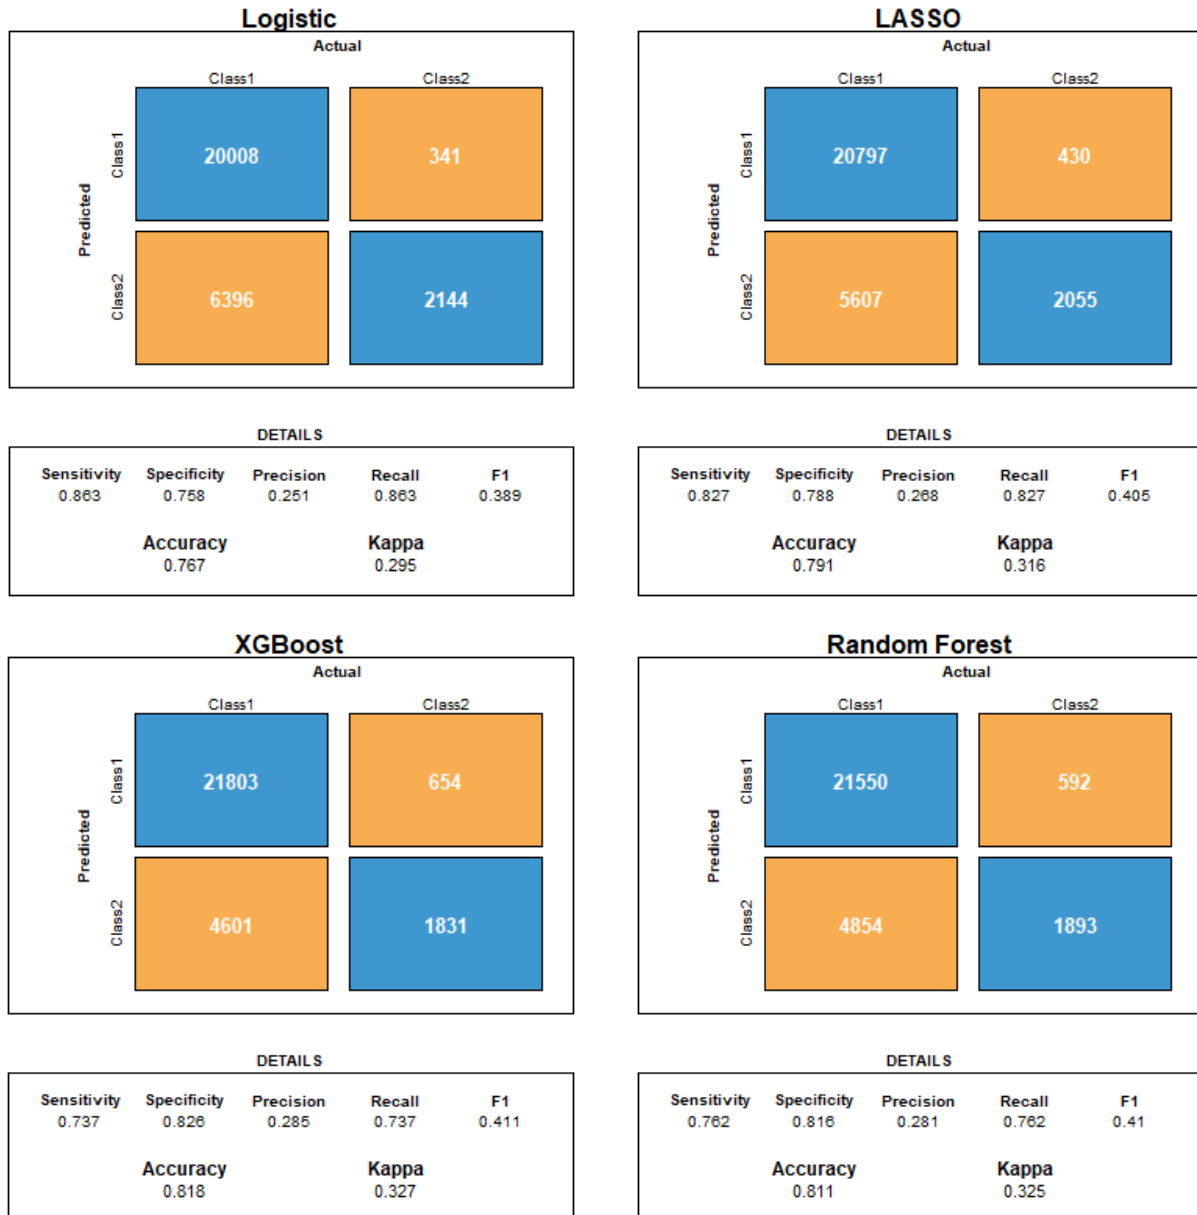 Logistic
Actual
Class1 Class2
Predicted
Class1
20008 341
Class2
6396 2144
DETAILS
Sensitivity Specificity Precision Recall F1
0.863 0.758 0.251 0.863 0.389
Accuracy Kappa
0.767 0.295
LASSO
Actual
Class1 Class2
Predicted
Class1
20797 430
Class2
5607 2055
DETAILS
Sensitivity Specificity Precision Recall F1
0.827 0.788 0.268 0.827 0.405
Accuracy Kappa
0.791 0.316
XGBoost
Actual
Class1 Class2
Predicted
Class1
21803 654
Class2
4601 1831
DETAILS
Sensitivity Specificity Precision Recall F1
0.737 0.826 0.285 0.737 0.411
Accuracy Kappa
0.818 0.327
Random Forest
Actual
Class1 Class2
Predicted
Class1
21550 592
Class2
4854 1893
DETAILS
Sensitivity Specificity Precision Recall F1
0.762 0.816 0.281 0.762 0.41
Accuracy Kappa
0.811 0.325